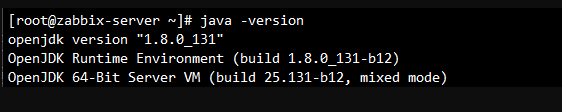 [root@zabbix-server ~]# java -version
openjdk version "1.8.0_131"
OpenJDK Runtime Environment (build 1.8.0_131-b12)
OpenJDK 64-Bit Server VM (build 25.131-b12, mixed mode)